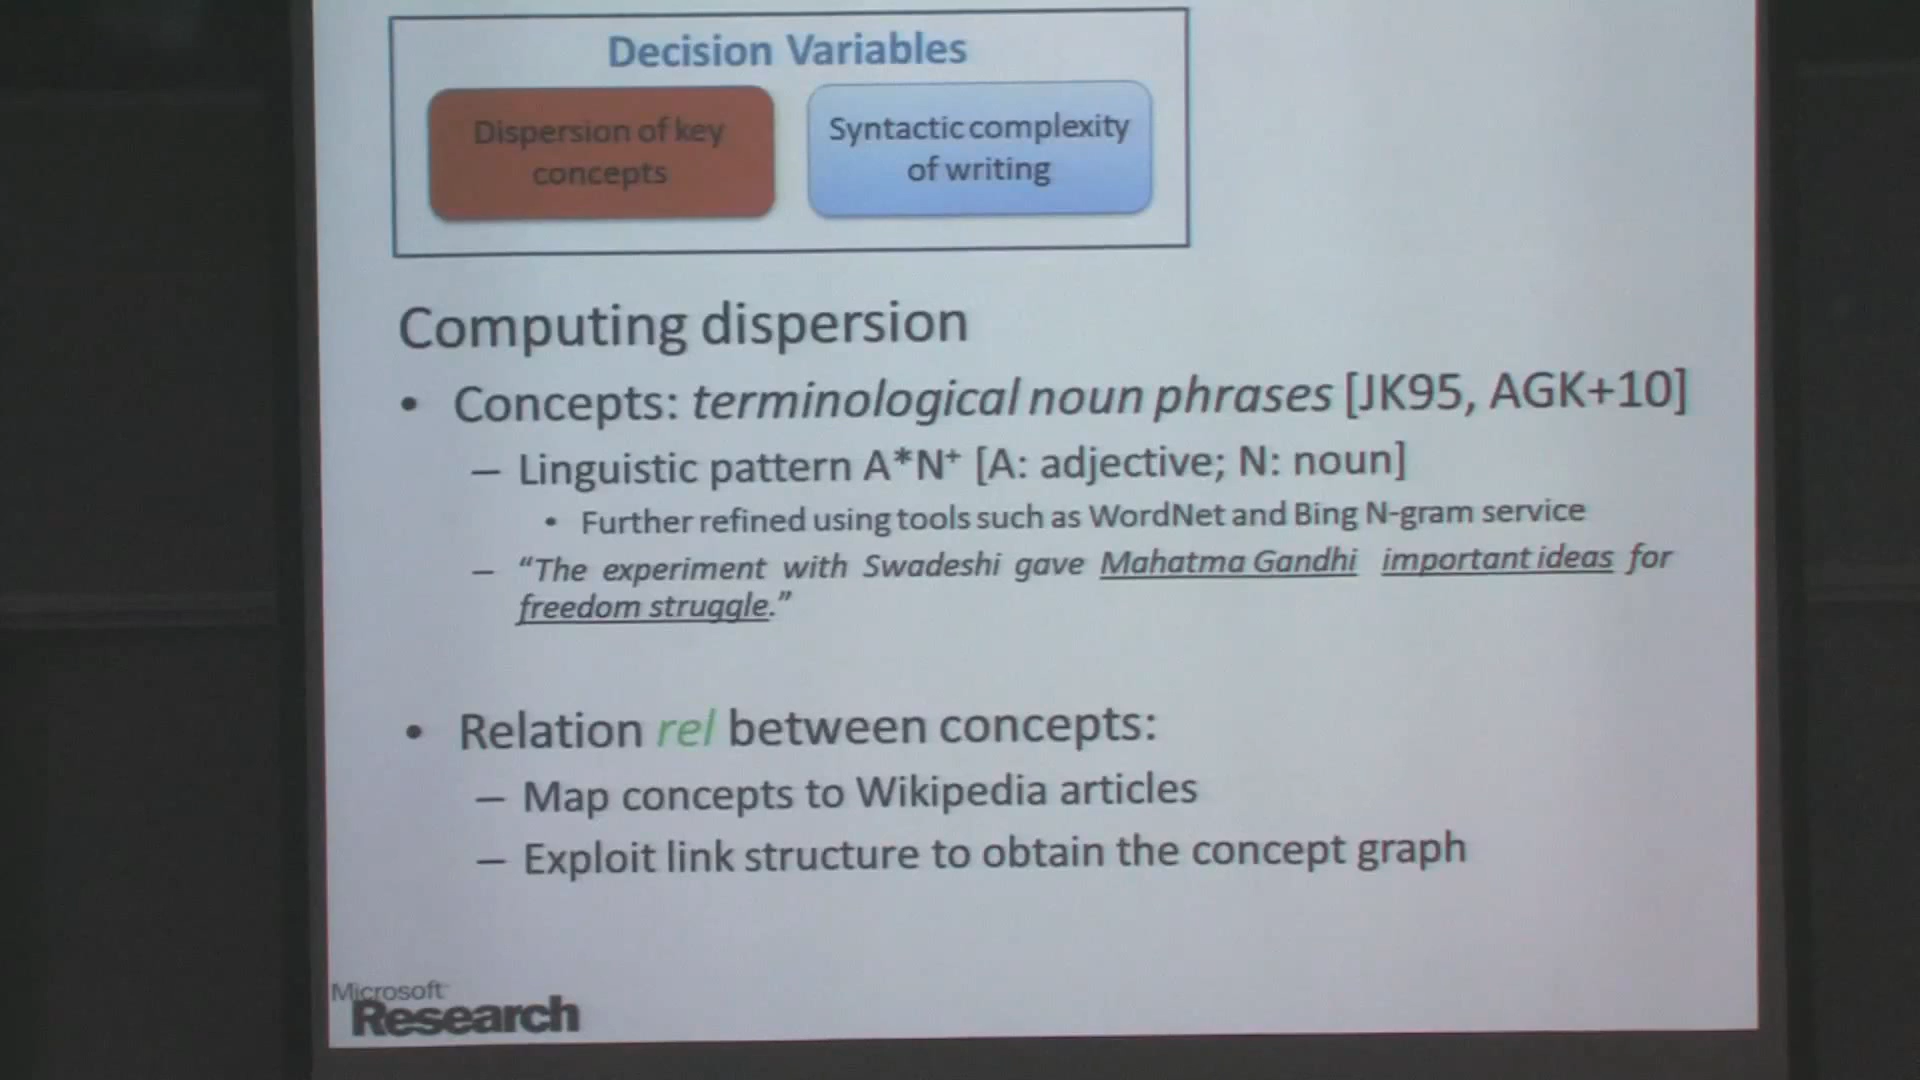 Decision Variables
Dispersion of key
concepts
Syntactic complexity
of writing
Computing dispersion
• Concepts: terminological noun phrases [JK95, AGK+10]
– Linguistic pattern A*N⁺ [A: adjective; N: noun]
• Further refined using tools such as WordNet and Bing N-gram service
– “The experiment with Swadeshi gave Mahatma Gandhi important ideas for
freedom struggle.”
• Relation rel between concepts:
– Map concepts to Wikipedia articles
– Exploit link structure to obtain the concept graph
Microsoft
Research